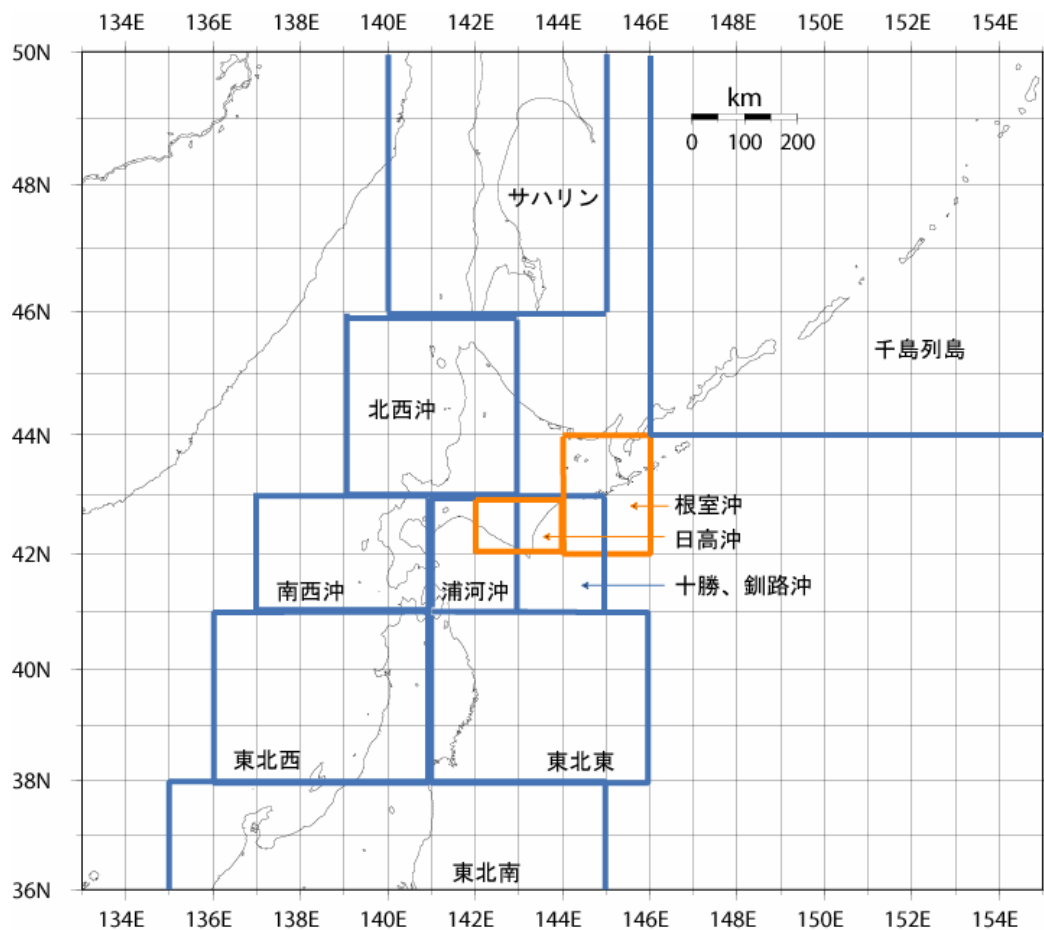 134E 136E 138E 140E 142E 144E 146E 148E 150E 152E 154E
50N
km
0 100 200
48N
サハリン
46N
千島列島
北西沖
44N
根室沖
日高沖
42N
南西沖
浦河沖
十勝、釧路沖
40N
東北西
東北東
38N
東北南
36N
134E 136E 138E 140E 142E 144E 146E 148E 150E 152E 154E